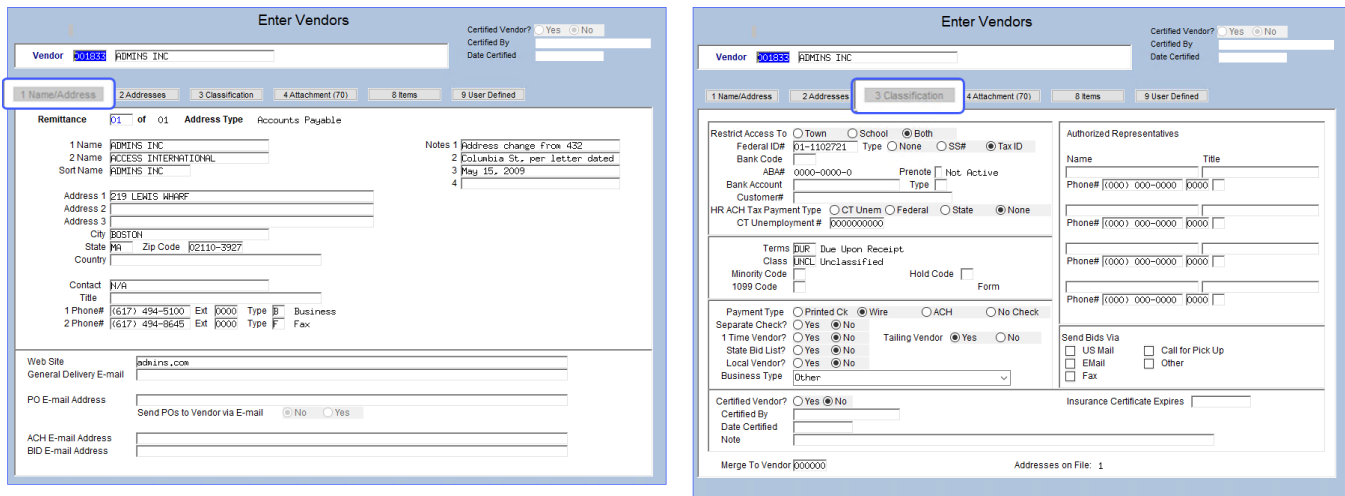 Enter Vendors
Certified Vendor? Yes No
Certified By
Date Certified
Vendor 001833 ADMINS INC
1 Name/Address 2 Addresses 3 Classification 4 Attachment (70) 8 Items 9 User Defined
Remittance 01 of 01 Address Type Accounts Payable
1 Name ADMINS INC Notes 1 Address change from 432
2 Name ACCESS INTERNATIONAL 2 Columbia St, per letter dated
Sort Name ADMINS INC 3 May 15, 2009
4
Address 1 219 LEWIS WHARF
Address 2
Address 3
City BOSTON
State MA Zip Code 02110-3927
Country
Contact N/A
Title
1 Phone# (617) 494-5100 Ext 0000 Type B Business
2 Phone# (617) 494-8645 Ext 0000 Type F Fax
Web Site admins.com
General Delivery E-mail
PO E-mail Address
Send POs to Vendor via E-mail No Yes
ACH E-mail Address
BID E-mail Address
Enter Vendors
Certified Vendor? Yes No
Certified By
Date Certified
Vendor 001833 ADMINS INC
1 Name/Address 2 Addresses 3 Classification 4 Attachment (70) 8 Items 9 User Defined
Restrict Access To Town School Both
Federal ID# 01-1102721 Type None SS# Tax ID
Bank Code
ABA# 0000-0000-0 Prenote Not Active
Bank Account Type
Customer#
HR ACH Tax Payment Type CT Unem Federal State None
CT Unemployment # 0000000000
Terms DUR Due Upon Receipt
Class UNCL Unclassified
Minority Code Hold Code
1099 Code Form
Payment Type Printed Ck Wire ACH No Check
Separate Check? Yes No
1 Time Vendor? Yes No Tailing Vendor Yes No
State Bid List? Yes No
Local Vendor? Yes No
Business Type Other
Authorized Representatives
Name Title
Phone# (000) 000-0000 0000
Phone# (000) 000-0000 0000
Phone# (000) 000-0000 0000
Phone# (000) 000-0000 0000
Send Bids Via
US Mail Call for Pick Up
EMail Other
Fax
Certified Vendor? Yes No Insurance Certificate Expires
Certified By
Date Certified
Note
Merge To Vendor 000000 Addresses on File: 1